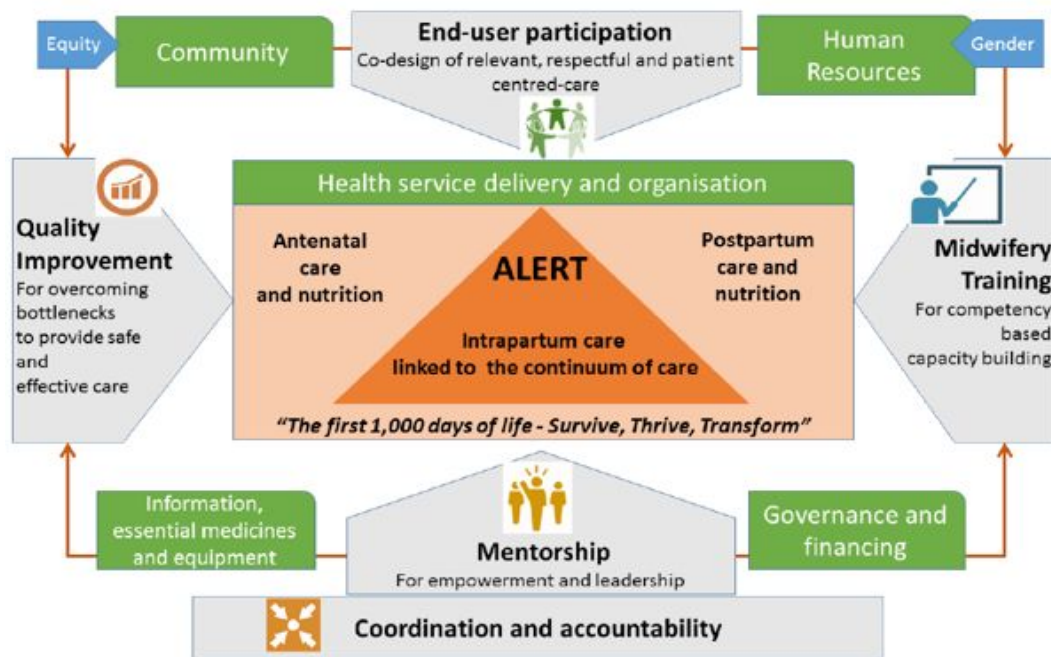 Equity
Community
End-user participation
Co-design of relevant, respectful and patient
centred-care
Human
Resources
Gender
Health service delivery and organisation
Quality
Improvement
For overcoming
bottlenecks
to provide safe
and
effective care
Antenatal
care
and nutrition
ALERT
Postpartum
care and
nutrition
Intrapartum care
linked to the continuum of care
"The first 1,000 days of life - Survive, Thrive, Transform"
Midwifery
Training
For competency
based
capacity building
Information,
essential medicines
and equipment
Mentorship
For empowerment and leadership
Governance and
financing
Coordination and accountability